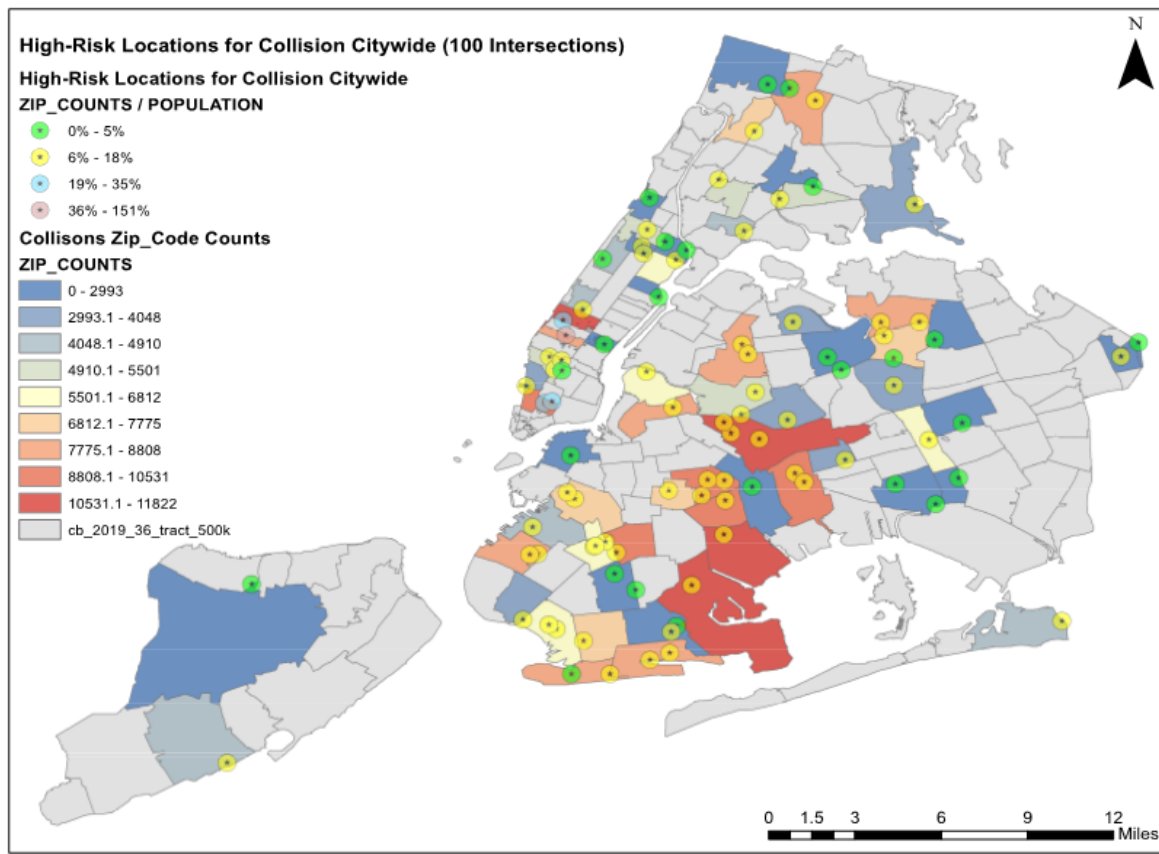 High-Risk Locations for Collision Citywide (100 Intersections)
High-Risk Locations for Collision Citywide
ZIP_COUNTS / POPULATION
0% - 5%
6% - 18%
19% - 35%
36% - 151%
Collisons Zip_Code Counts
ZIP_COUNTS
0 - 2993
2993.1 - 4048
4048.1 - 4910
4910.1 - 5501
5501.1 - 6812
6812.1 - 7775
7775.1 - 8808
8808.1 - 10531
10531.1 - 11822
cb_2019_36_tract_500k
N
0 1.5 3 6 9 12
Miles